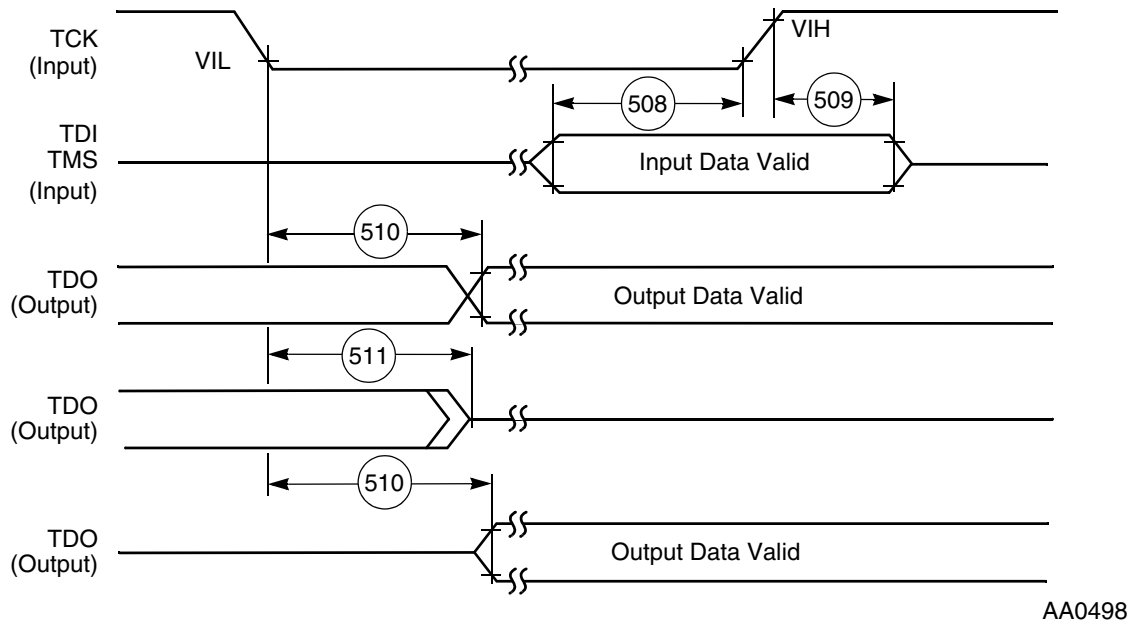 TCK
(Input)
VIL
VIH
508
509
TDI
TMS
(Input)
Input Data Valid
510
TDO
(Output)
Output Data Valid
511
TDO
(Output)
510
TDO
(Output)
Output Data Valid
AA0498